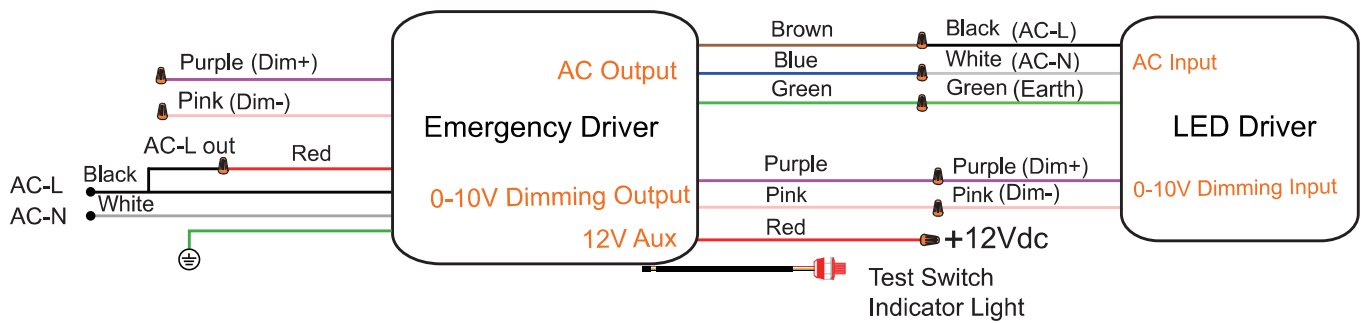 Purple (Dim+)
Pink (Dim-)
AC-L out
Red
Black
AC-L
White
AC-N
AC Output
Emergency Driver
0-10V Dimming Output
12V Aux
Brown
Black (AC-L)
Blue
White (AC-N)
Green
Green (Earth)
Purple
Purple (Dim+)
Pink
Pink (Dim-)
Red
+12Vdc
Test Switch
Indicator Light
AC Input
LED Driver
0-10V Dimming Input